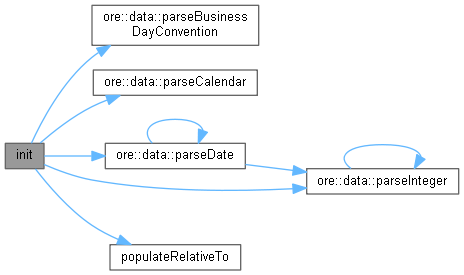 ore::data::parseBusiness
DayConvention
ore::data::parseCalendar
init
ore::data::parseDate
ore::data::parseInteger
populateRelativeTo